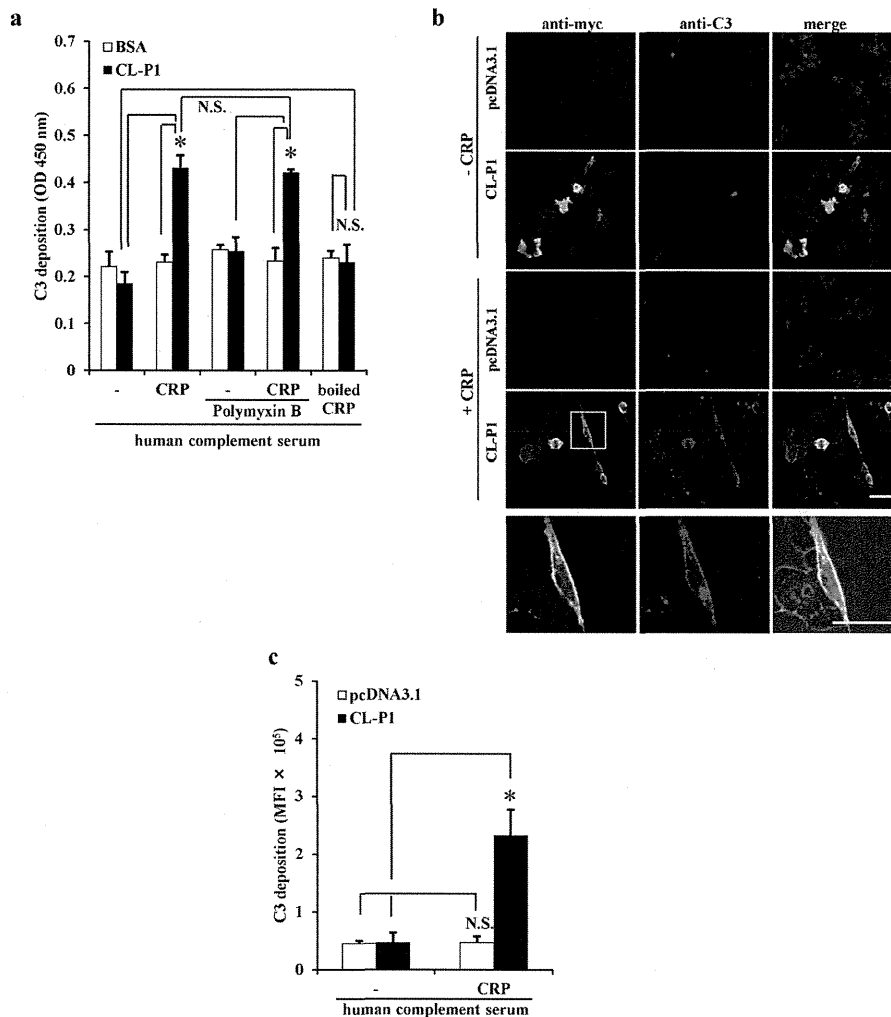 a
BSA
CL-P1
C3 deposition (OD 450 nm)
0.7
0.6
0.5
0.4
0.3
0.2
0.1
0
N.S.
*
*
N.S.
- CRP - CRP boiled CRP
Polymyxin B
human complement serum
b
anti-myc anti-C3 merge
- CRP
pcDNA3.1
CL-P1
+ CRP
pcDNA3.1
CL-P1
c
pcDNA3.1
CL-P1
C3 deposition (MFI × 10⁵)
5
4
3
2
1
0
*
N.S.
- CRP
human complement serum